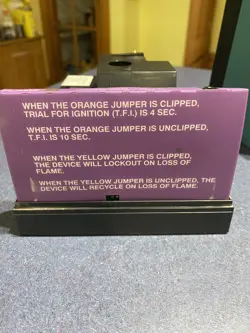 WHEN THE ORANGE JUMPER IS CLIPPED,
TRIAL FOR IGNITION (T.F.I.) IS 4 SEC.
WHEN THE ORANGE JUMPER IS UNCLIPPED,
T.F.I. IS 10 SEC.
WHEN THE YELLOW JUMPER IS CLIPPED,
THE DEVICE WILL LOCKOUT ON LOSS OF
FLAME.
WHEN THE YELLOW JUMPER IS UNCLIPPED, THE
DEVICE WILL RECYCLE ON LOSS OF FLAME.